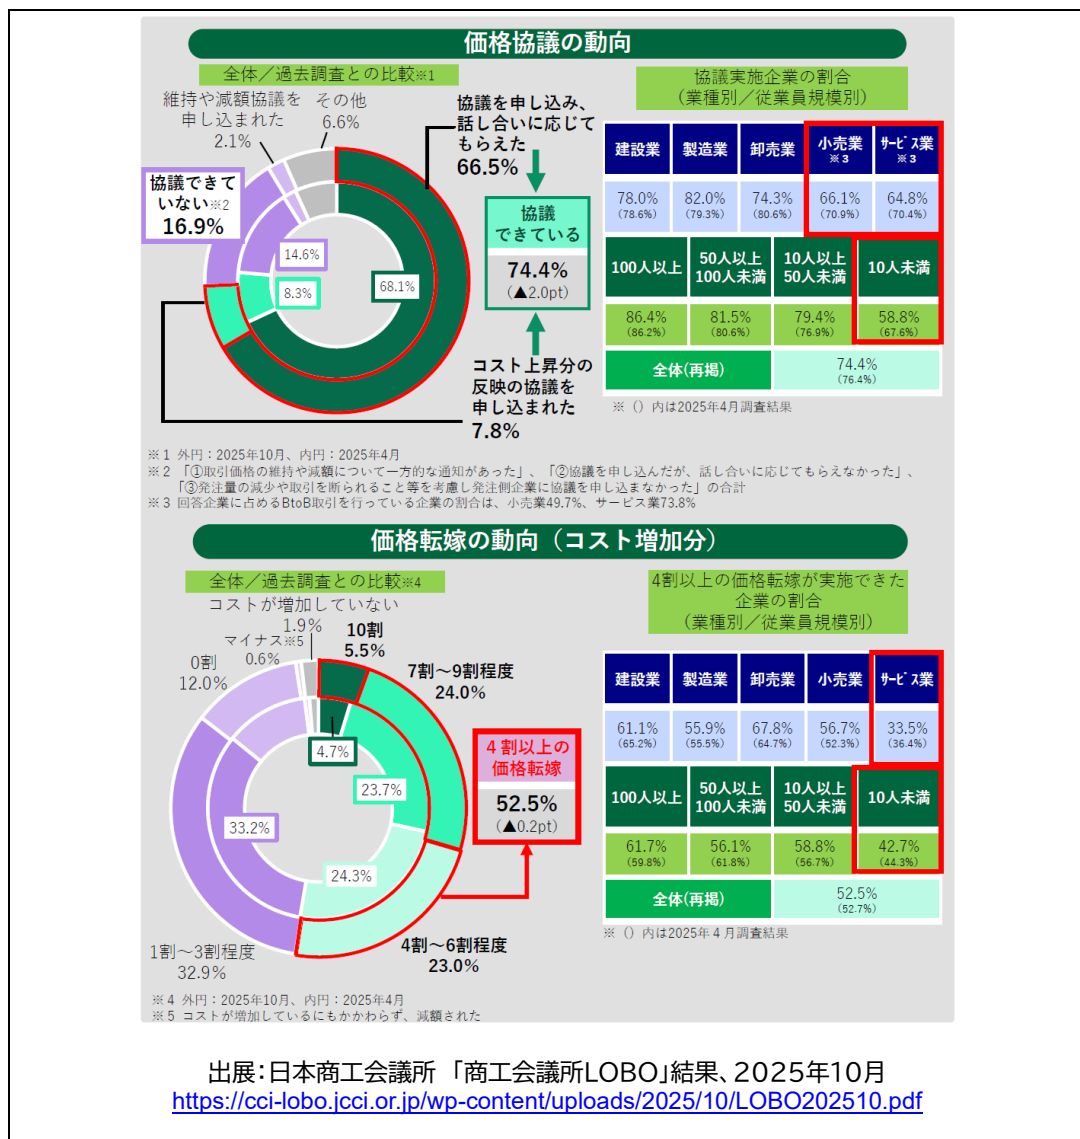 価格協議の動向
全体／過去調査との比較※1
維持や減額協議を
申し込まれた
2.1%
その他
6.6%
協議を申し込み、
話し合いに応じて
もらえた
66.5%
協議できて
いない※2
16.9%
14.6%
8.3%
68.1%
協議
できている
74.4%
（▲2.0pt）
コスト上昇分の
反映の協議を
申し込まれた
7.8%
協議実施企業の割合
（業種別／従業員規模別）
建設業 製造業 卸売業 小売業※3 サービス業※3
78.0% 82.0% 74.3% 66.1% 64.8%
(78.6%) (79.3%) (80.6%) (70.9%) (70.4%)
100人以上 50人以上100人未満 10人以上50人未満 10人未満
86.4% 81.5% 79.4% 58.8%
(86.2%) (80.6%) (76.9%) (67.6%)
全体(再掲) 74.4%
(76.4%)
※（）内は2025年4月調査結果
※1 外円：2025年10月、内円：2025年4月
※2 「①取引価格の維持や減額について一方的な通知があった」、「②協議を申し込んだが、話し合いに応じてもらえなかった」、
「③発注量の減少や取引を断られること等を考慮し発注側企業に協議を申し込まなかった」の合計
※3 回答企業に占めるBtoB取引を行っている企業の割合は、小売業49.7%、サービス業73.8%
価格転嫁の動向（コスト増加分）
全体／過去調査との比較※4
コストが増加していない
1.9%
マイナス※5
0.6%
0割
12.0%
10割
5.5%
7割～9割程度
24.0%
4.7%
23.7%
33.2%
24.3%
４割以上の
価格転嫁
52.5%
（▲0.2pt）
4割～6割程度
23.0%
1割～3割程度
32.9%
4割以上の価格転嫁が実施できた
企業の割合
（業種別／従業員規模別）
建設業 製造業 卸売業 小売業 サービス業
61.1% 55.9% 67.8% 56.7% 33.5%
(65.2%) (55.5%) (64.7%) (52.3%) (36.4%)
100人以上 50人以上100人未満 10人以上50人未満 10人未満
61.7% 56.1% 58.8% 42.7%
(59.8%) (61.8%) (56.7%) (44.3%)
全体(再掲) 52.5%
(52.7%)
※（）内は2025年４月調査結果
※4 外円：2025年10月、内円：2025年4月
※5 コストが増加しているにもかかわらず、減額された
出展：日本商工会議所 「商工会議所LOBO」結果、2025年10月
https://cci-lobo.jcci.or.jp/wp-content/uploads/2025/10/LOBO202510.pdf